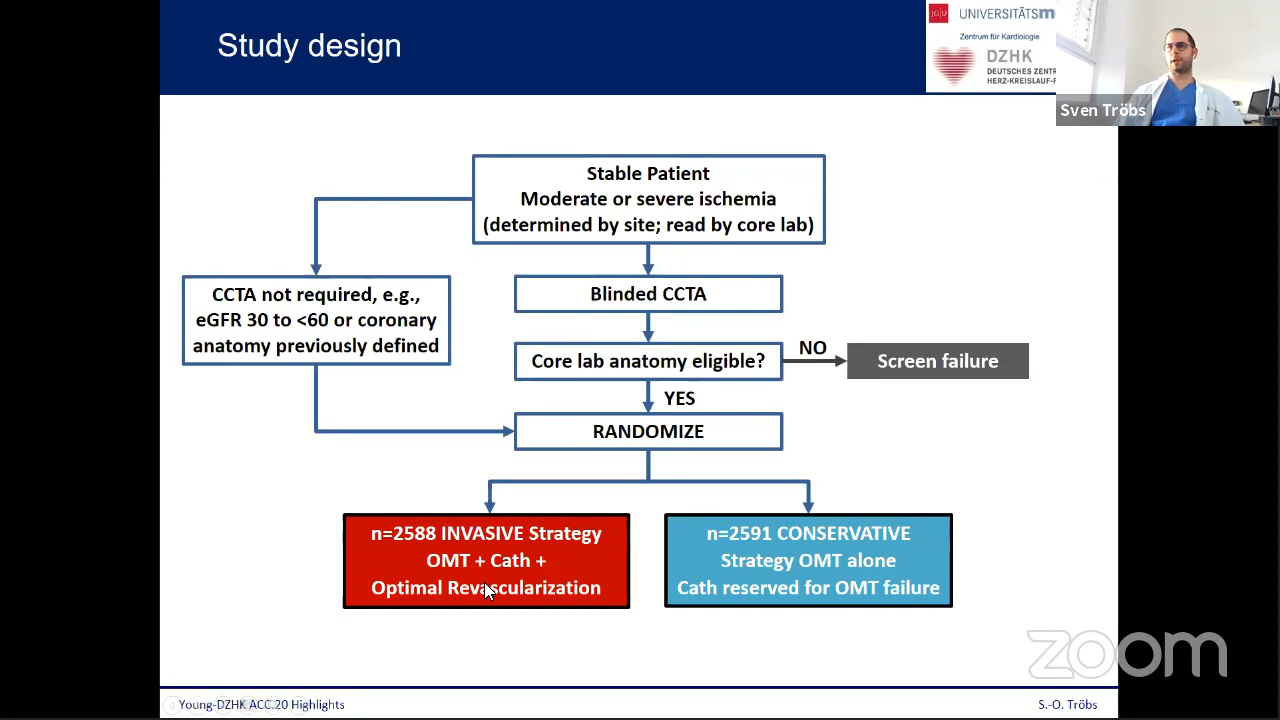 Study design
JG|U
UNIVERSITÄTSm
Zentrum für Kardiologie
DZHK
DEUTSCHES ZENTR
HERZ-KREISLAUF-F
Sven Tröbs
Stable Patient
Moderate or severe ischemia
(determined by site; read by core lab)
CCTA not required, e.g.,
eGFR 30 to <60 or coronary
anatomy previously defined
Blinded CCTA
Core lab anatomy eligible?
NO
Screen failure
YES
RANDOMIZE
n=2588 INVASIVE Strategy
OMT + Cath +
Optimal Revascularization
n=2591 CONSERVATIVE
Strategy OMT alone
Cath reserved for OMT failure
zoom
Young-DZHK ACC.20 Highlights
S.-O. Tröbs